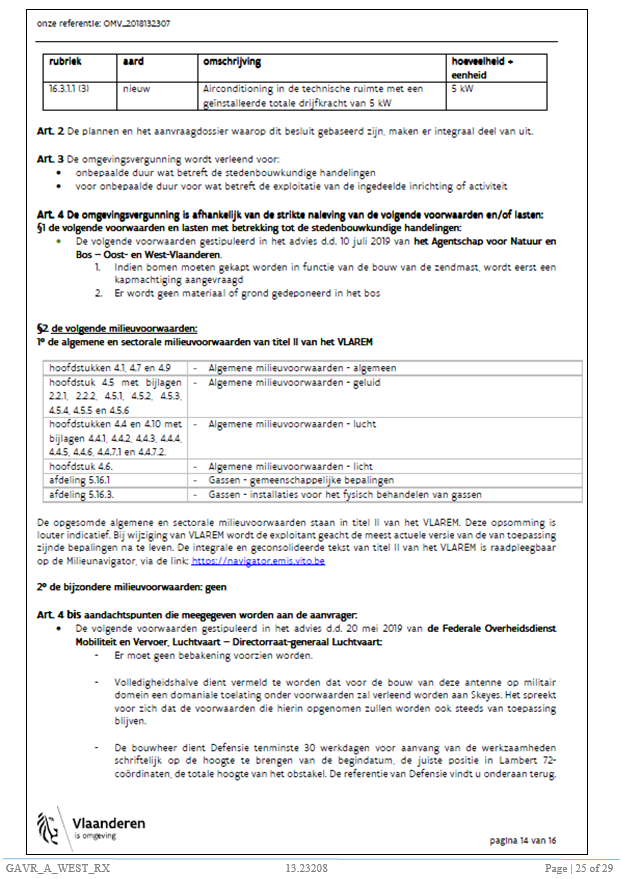 onze referentie: OMV_2018132307
rubriek aard omschrijving hoeveelheid +
eenheid
16.3.1.1 (3) nieuw Airconditioning in de technische ruimte met een 5 kW
geïnstalleerde totale drijfkracht van 5 kW
Art. 2 De plannen en het aanvraagdossier waarop dit besluit gebaseerd zijn, maken er integraal deel van uit.
Art. 3 De omgevingsvergunning wordt verleend voor:
• onbepaalde duur wat betreft de stedenbouwkundige handelingen
• voor onbepaalde duur voor wat betreft de exploitatie van de ingedeelde inrichting of activiteit
Art. 4 De omgevingsvergunning is afhankelijk van de strikte naleving van de volgende voorwaarden en/of lasten:
§1 de volgende voorwaarden en lasten met betrekking tot de stedenbouwkundige handelingen:
• De volgende voorwaarden gestipuleerd in het advies d.d. 10 juli 2019 van het Agentschap voor Natuur en
Bos – Oost- en West-Vlaanderen.
1. Indien bomen moeten gekapt worden in functie van de bouw van de zendmast, wordt eerst een
kapmachtiging aangevraagd
2. Er wordt geen materiaal of grond gedeponeerd in het bos
§2 de volgende milieuvoorwaarden:
1° de algemene en sectorale milieuvoorwaarden van titel II van het VLAREM
hoofdstukken 4.1, 4.7 en 4.9 - Algemene milieuvoorwaarden - algemeen
hoofdstuk 4.5 met bijlagen - Algemene milieuvoorwaarden - geluid
2.2.1, 2.2.2, 4.5.1, 4.5.2, 4.5.3,
4.5.4, 4.5.5 en 4.5.6
hoofdstukken 4.4 en 4.10 met - Algemene milieuvoorwaarden - lucht
bijlagen 4.4.1, 4.4.2, 4.4.3, 4.4.4,
4.4.5, 4.4.6, 4.4.7.1 en 4.4.7.2.
hoofdstuk 4.6. - Algemene milieuvoorwaarden - licht
afdeling 5.16.1 - Gassen - gemeenschappelijke bepalingen
afdeling 5.16.3. - Gassen - installaties voor het fysisch behandelen van gassen
De opgesomde algemene en sectorale milieuvoorwaarden staan in titel II van het VLAREM. Deze opsomming is
louter indicatief. Bij wijziging van VLAREM wordt de exploitant geacht de meest actuele versie van de van toepassing
zijnde bepalingen na te leven. De integrale en geconsolideerde tekst van titel II van het VLAREM is raadpleegbaar
op de Milieunavigator, via de link: https://navigator.emis.vito.be
2° de bijzondere milieuvoorwaarden: geen
Art. 4 bis aandachtspunten die meegegeven worden aan de aanvrager:
• De volgende voorwaarden gestipuleerd in het advies d.d. 20 mei 2019 van de Federale Overheidsdienst
Mobiliteit en Vervoer, Luchtvaart – Directorraat-generaal Luchtvaart:
- Er moet geen bebakening voorzien worden.
- Volledigheidshalve dient vermeld te worden dat voor de bouw van deze antenne op militair
domein een domaniale toelating onder voorwaarden zal verleend worden aan Skeyes. Het spreekt
voor zich dat de voorwaarden die hierin opgenomen zullen worden ook steeds van toepassing
blijven.
- De bouwheer dient Defensie tenminste 30 werkdagen voor aanvang van de werkzaamheden
schriftelijk op de hoogte te brengen van de begindatum, de juiste positie in Lambert 72-
coördinaten, de totale hoogte van het obstakel. De referentie van Defensie vindt u onderaan terug.
Vlaanderen
is omgeving
pagina 14 van 16
GAVR_A_WEST_RX 13.23208 Page | 25 of 29